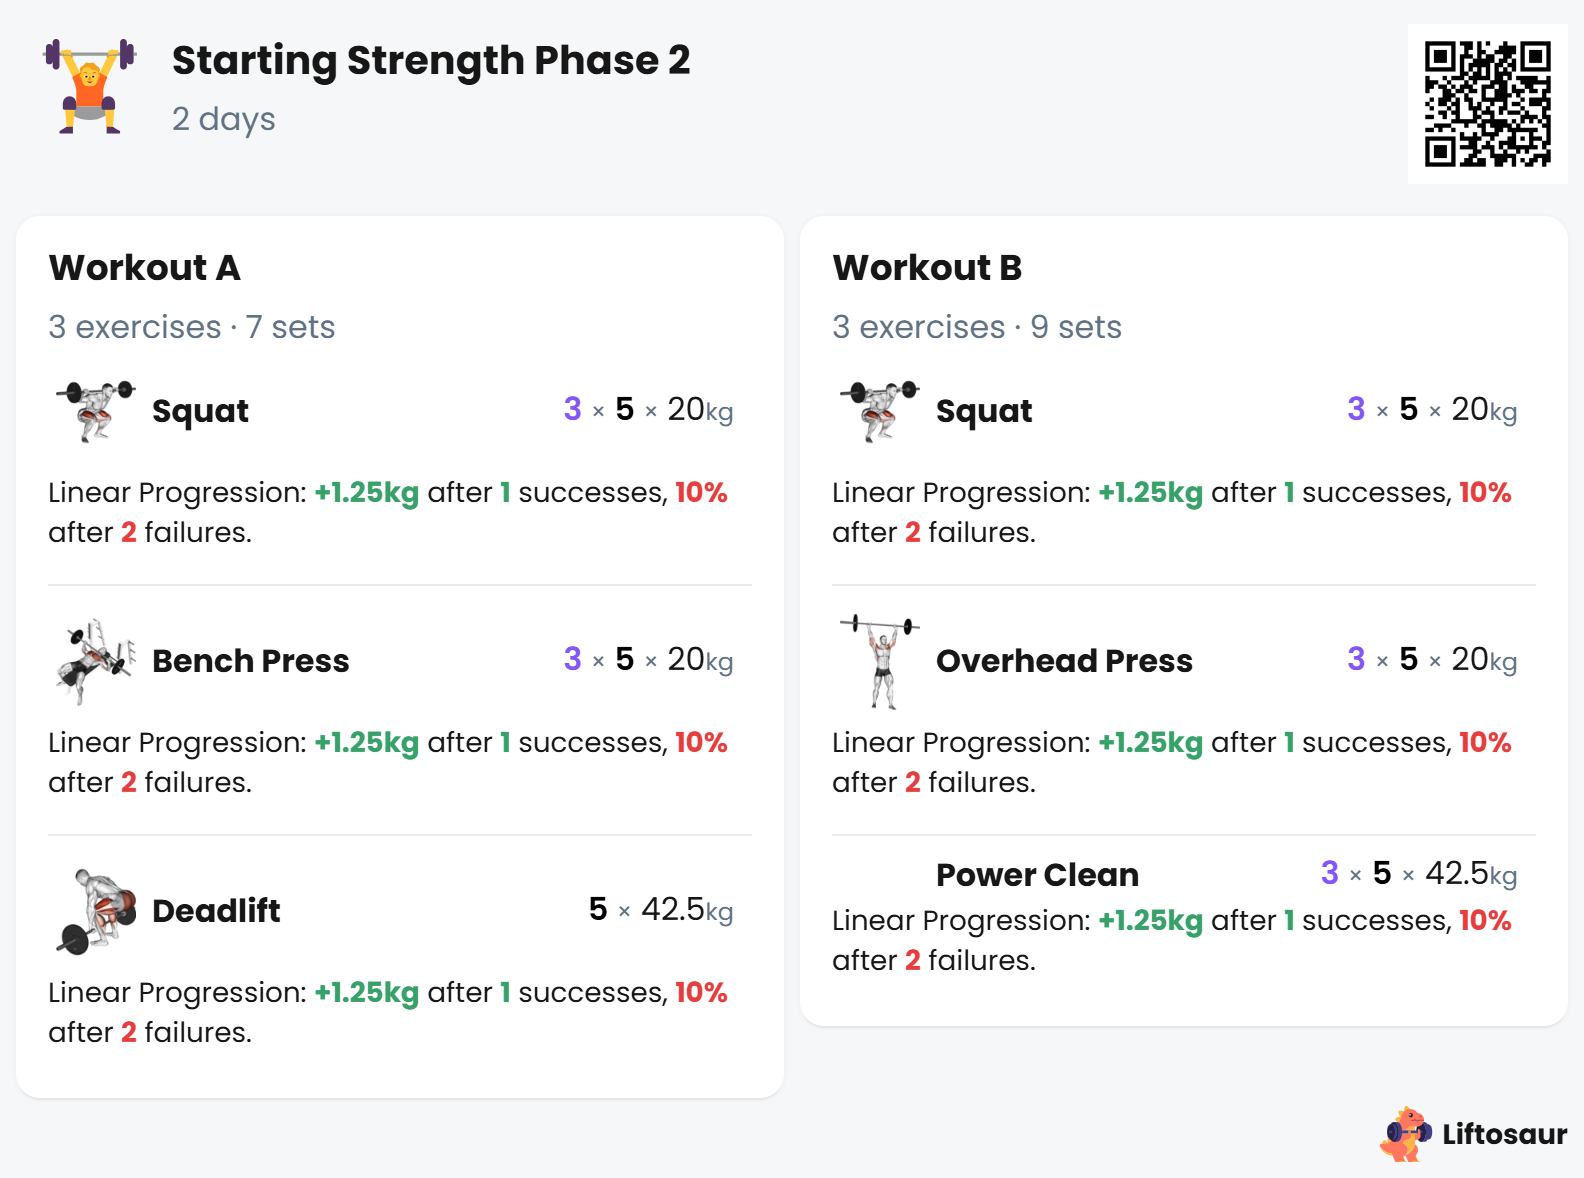 Starting Strength Phase 2
2 days
Workout A
3 exercises · 7 sets
Squat
3 × 5 × 20kg
Linear Progression: +1.25kg after 1 successes, 10%
after 2 failures.
Bench Press
3 × 5 × 20kg
Linear Progression: +1.25kg after 1 successes, 10%
after 2 failures.
Deadlift
5 × 42.5kg
Linear Progression: +1.25kg after 1 successes, 10%
after 2 failures.
Workout B
3 exercises · 9 sets
Squat
3 × 5 × 20kg
Linear Progression: +1.25kg after 1 successes, 10%
after 2 failures.
Overhead Press
3 × 5 × 20kg
Linear Progression: +1.25kg after 1 successes, 10%
after 2 failures.
Power Clean
3 × 5 × 42.5kg
Linear Progression: +1.25kg after 1 successes, 10%
after 2 failures.
Liftosaur